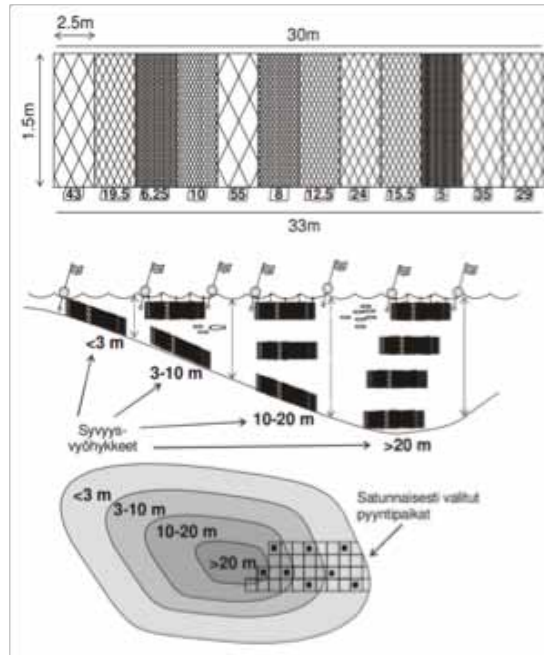 2.5m
30m
1.5m
43 19.5 6.25 10 55 8 12.5 24 15.5 5 35 29
33m
<3 m
3-10 m
10-20 m
>20 m
Syvyys-
vyöhykkeet
<3 m
3-10 m
10-20 m
>20 m
Satunnaisesti valitut
pyyntipaikat